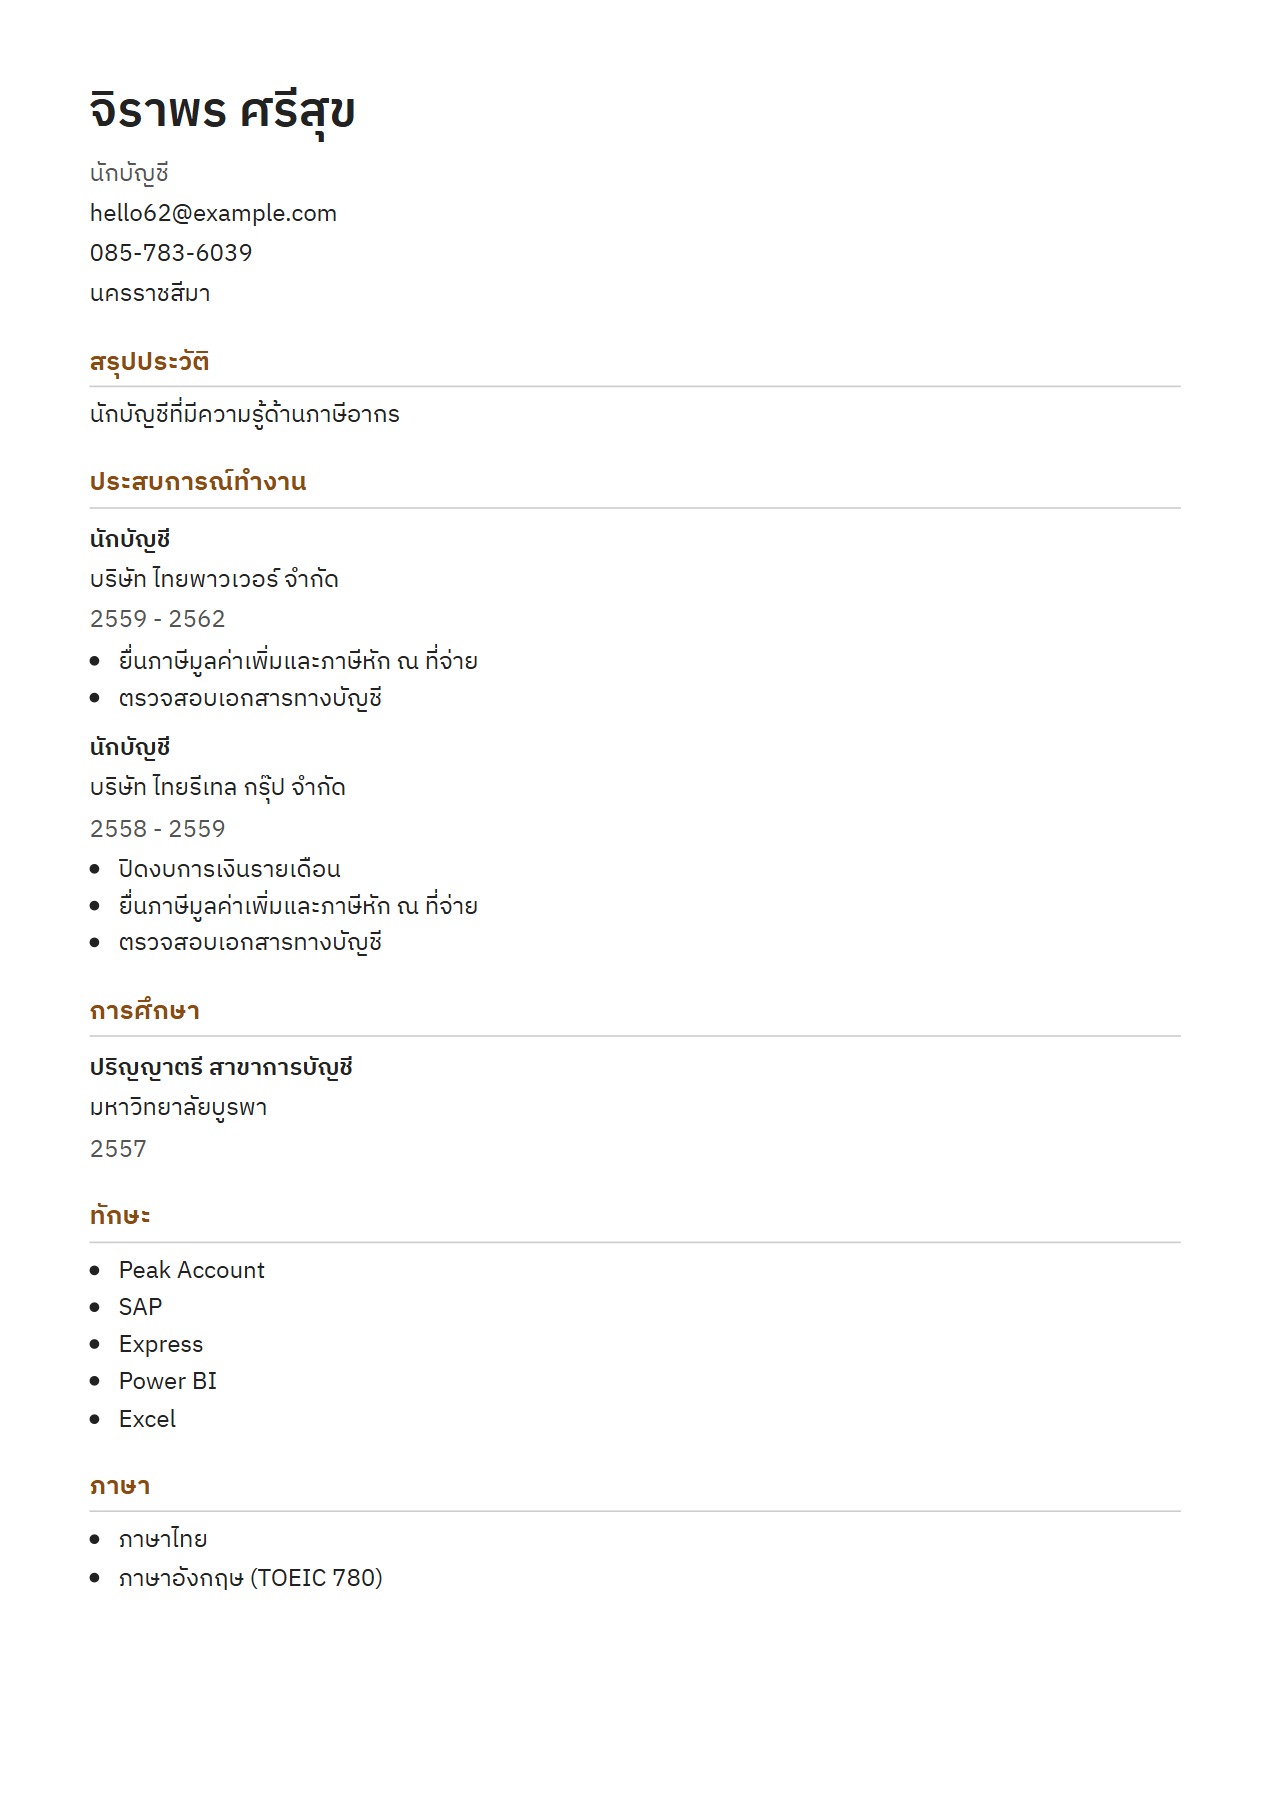 จิราพร ศรีสุข
นักบัญชี
hello62@example.com
085-783-6039
นครราชสีมา
สรุปประวัติ
นักบัญชีที่มีความรู้ด้านภาษีอากร
ประสบการณ์ทำงาน
นักบัญชี
บริษัท ไทยพาวเวอร์ จำกัด
2559 - 2562
ยื่นภาษีมูลค่าเพิ่มและภาษีหัก ณ ที่จ่าย
ตรวจสอบเอกสารทางบัญชี
นักบัญชี
บริษัท ไทยรีเทล กรุ๊ป จำกัด
2558 - 2559
ปิดงบการเงินรายเดือน
ยื่นภาษีมูลค่าเพิ่มและภาษีหัก ณ ที่จ่าย
ตรวจสอบเอกสารทางบัญชี
การศึกษา
ปริญญาตรี สาขาการบัญชี
มหาวิทยาลัยบูรพา
2557
ทักษะ
Peak Account
SAP
Express
Power BI
Excel
ภาษา
ภาษาไทย
ภาษาอังกฤษ (TOEIC 780)